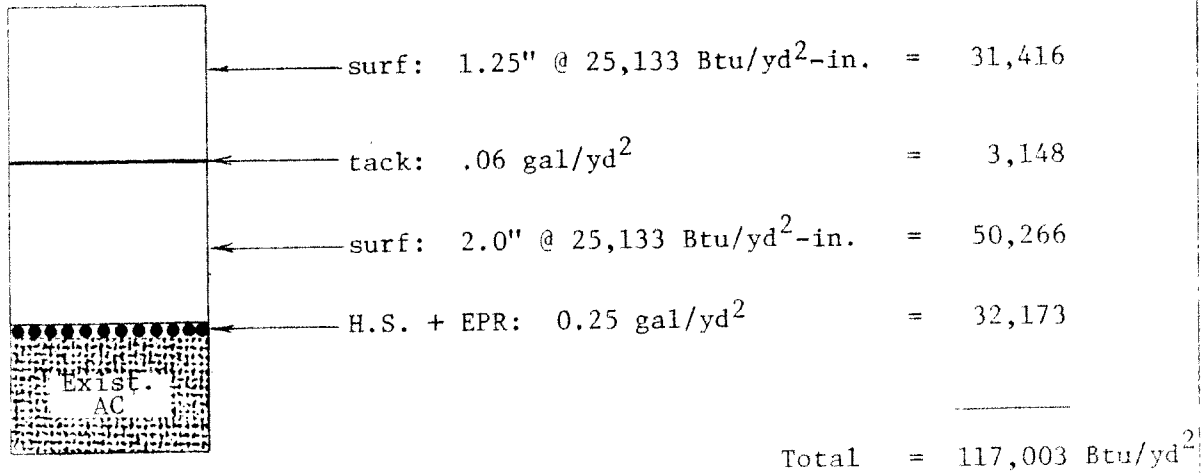 surf: 1.25" @ 25,133 Btu/yd²-in. = 31,416
tack: .06 gal/yd² = 3,148
surf: 2.0" @ 25,133 Btu/yd²-in. = 50,266
H.S. + EPR: 0.25 gal/yd² = 32,173
Exist.
AC
Total = 117,003 Btu/yd²